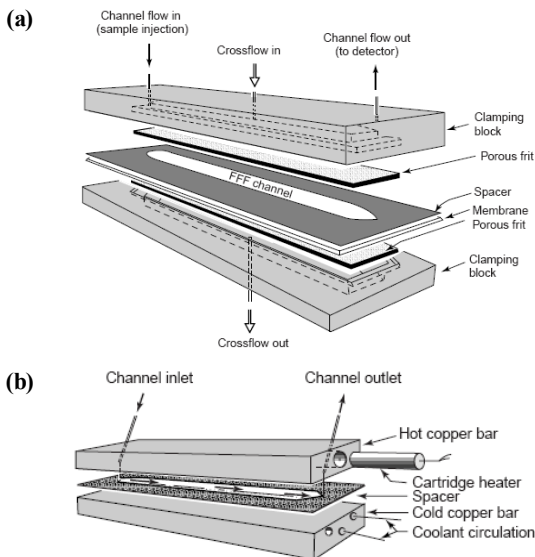 (a)
Channel flow in
(sample injection)
Crossflow in
Channel flow out
(to detector)
Clamping
block
Porous frit
FFF channel
Spacer
Membrane
Porous frit
Clamping
block
Crossflow out
(b)
Channel inlet
Channel outlet
Hot copper bar
Cartridge heater
Spacer
Cold copper bar
Coolant circulation